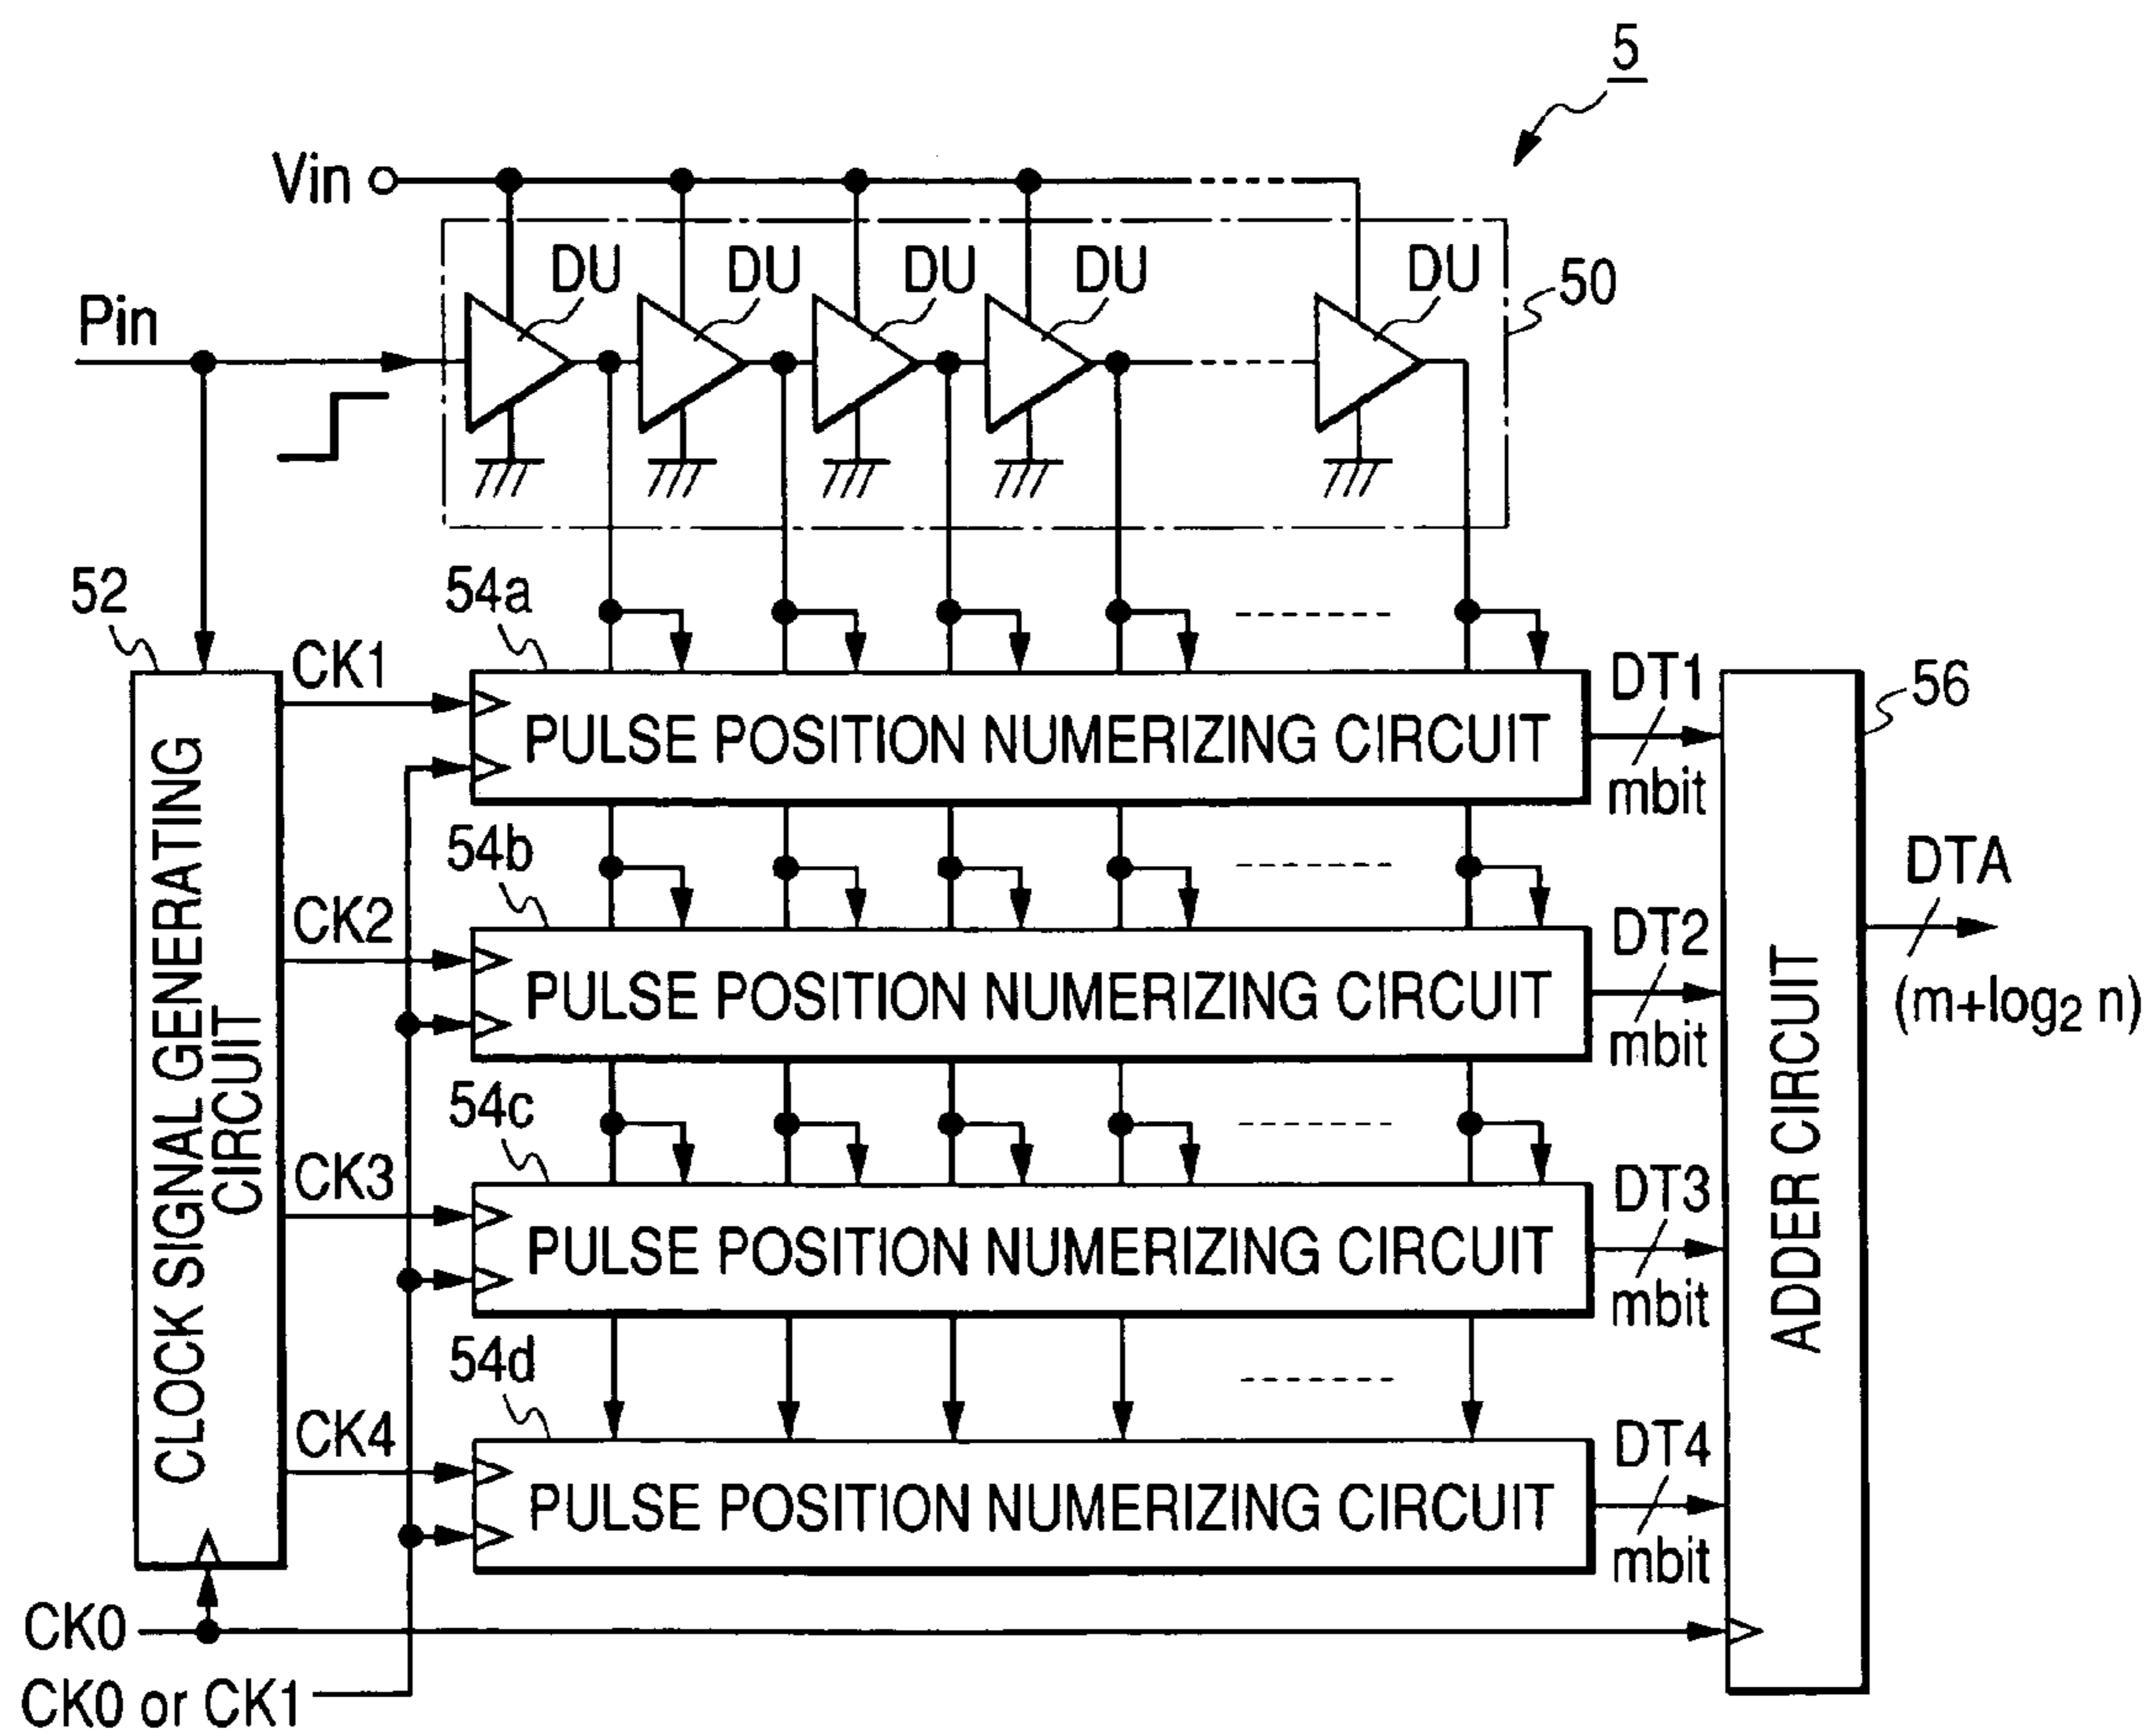 5
Vin
DU DU DU DU DU
50
Pin
52
54a
CK1
PULSE POSITION NUMERIZING CIRCUIT
DT1
mbit
56
CLOCK SIGNAL GENERATING
CIRCUIT
54b
CK2
PULSE POSITION NUMERIZING CIRCUIT
DT2
mbit
ADDER CIRCUIT
DTA
(m+log2 n)
54c
CK3
PULSE POSITION NUMERIZING CIRCUIT
DT3
mbit
54d
CK4
PULSE POSITION NUMERIZING CIRCUIT
DT4
mbit
CK0
CK0 or CK1